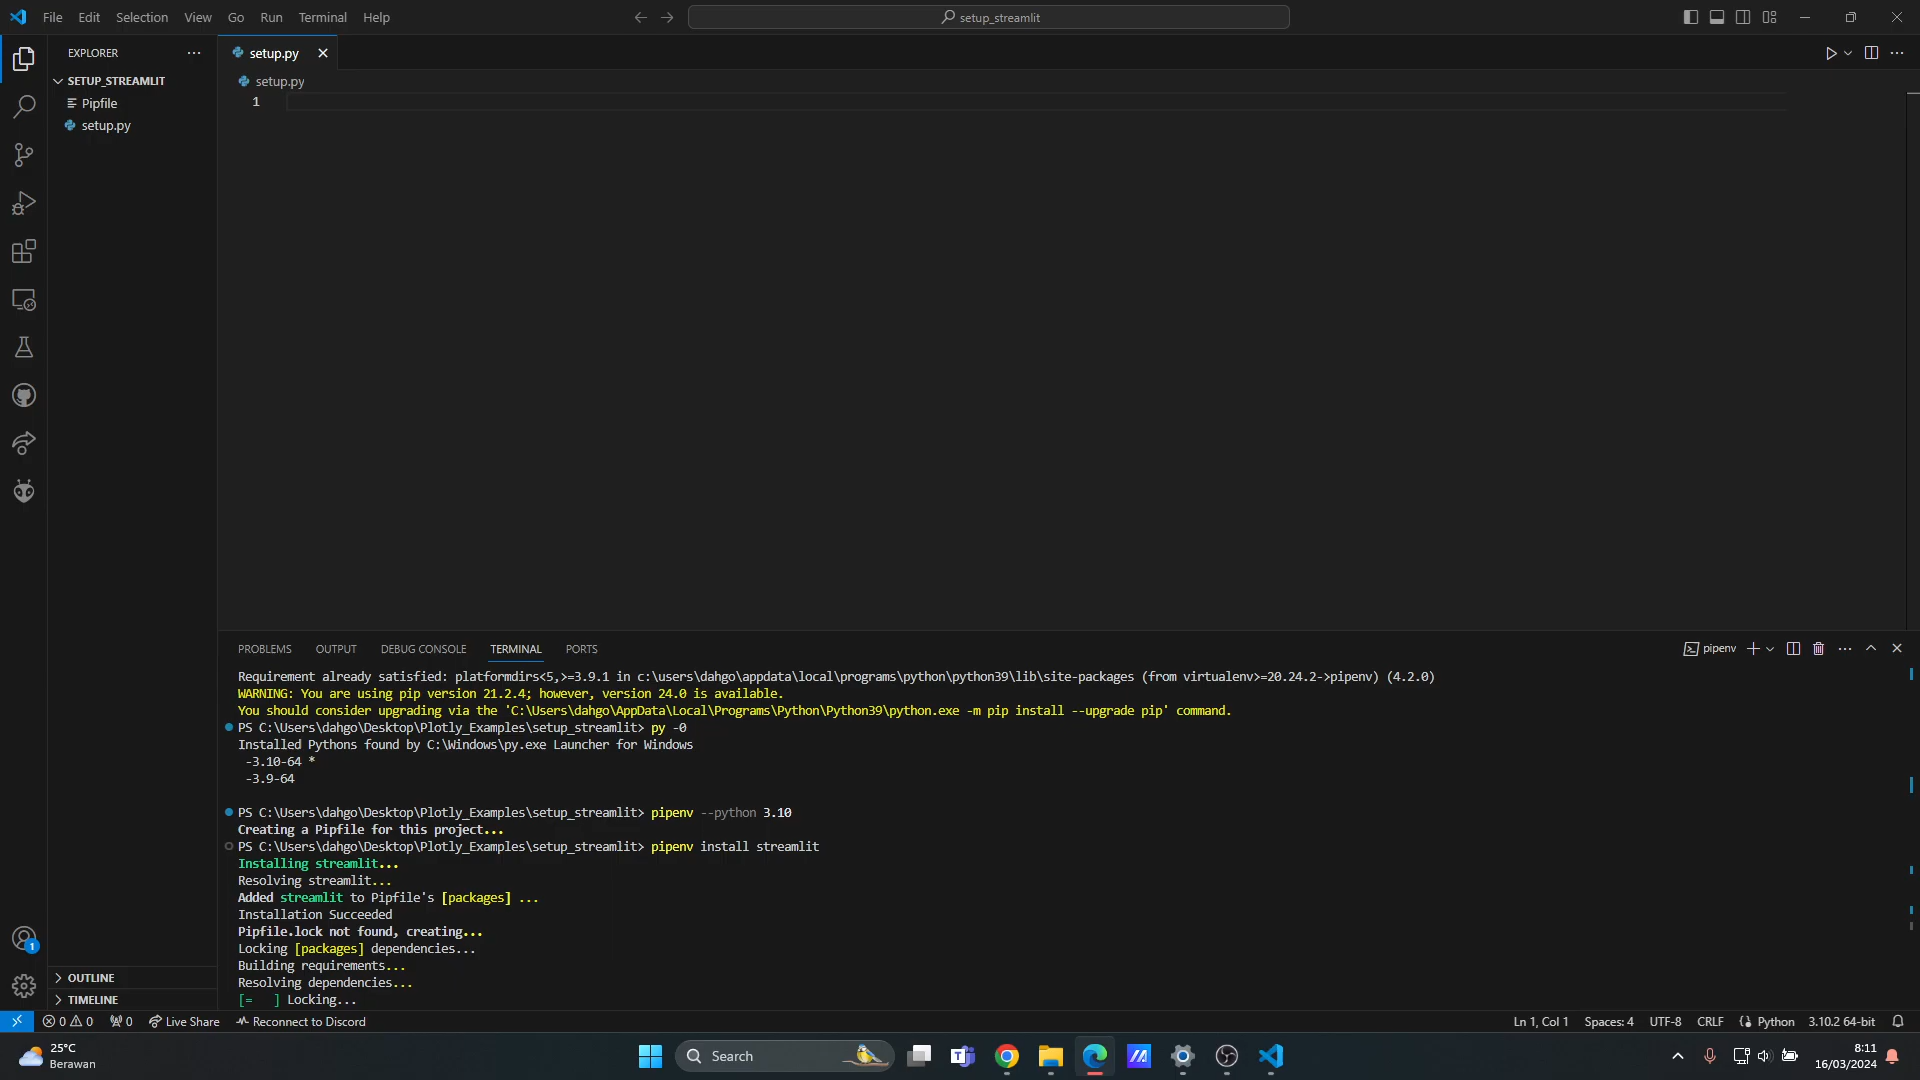 File Edit Selection View Go Run Terminal Help
setup_streamlit
EXPLORER
setup.py
SETUP_STREAMLIT
setup.py
Pipfile
1
setup.py
PROBLEMS OUTPUT DEBUG CONSOLE TERMINAL PORTS
pipenv
Requirement already satisfied: platformdirs<5,>=3.9.1 in c:\users\dahgo\appdata\local\programs\python\python39\lib\site-packages (from virtualenv>=20.24.2->pipenv) (4.2.0)
WARNING: You are using pip version 21.2.4; however, version 24.0 is available.
You should consider upgrading via the 'C:\Users\dahgo\AppData\Local\Programs\Python\Python39\python.exe -m pip install --upgrade pip' command.
PS C:\Users\dahgo\Desktop\Plotly_Examples\setup_streamlit> py -0
Installed Pythons found by C:\Windows\py.exe Launcher for Windows
-3.10-64 *
-3.9-64
PS C:\Users\dahgo\Desktop\Plotly_Examples\setup_streamlit> pipenv --python 3.10
Creating a Pipfile for this project...
PS C:\Users\dahgo\Desktop\Plotly_Examples\setup_streamlit> pipenv install streamlit
Installing streamlit...
Resolving streamlit...
Added streamlit to Pipfile's [packages] ...
Installation Succeeded
Pipfile.lock not found, creating...
Locking [packages] dependencies...
Building requirements...
Resolving dependencies...
[=   ] Locking...
1
OUTLINE
TIMELINE
0 0 0 Live Share Reconnect to Discord
Ln 1, Col 1 Spaces: 4 UTF-8 CRLF Python 3.10.2 64-bit
25°C
Berawan
Search
8:11
16/03/2024